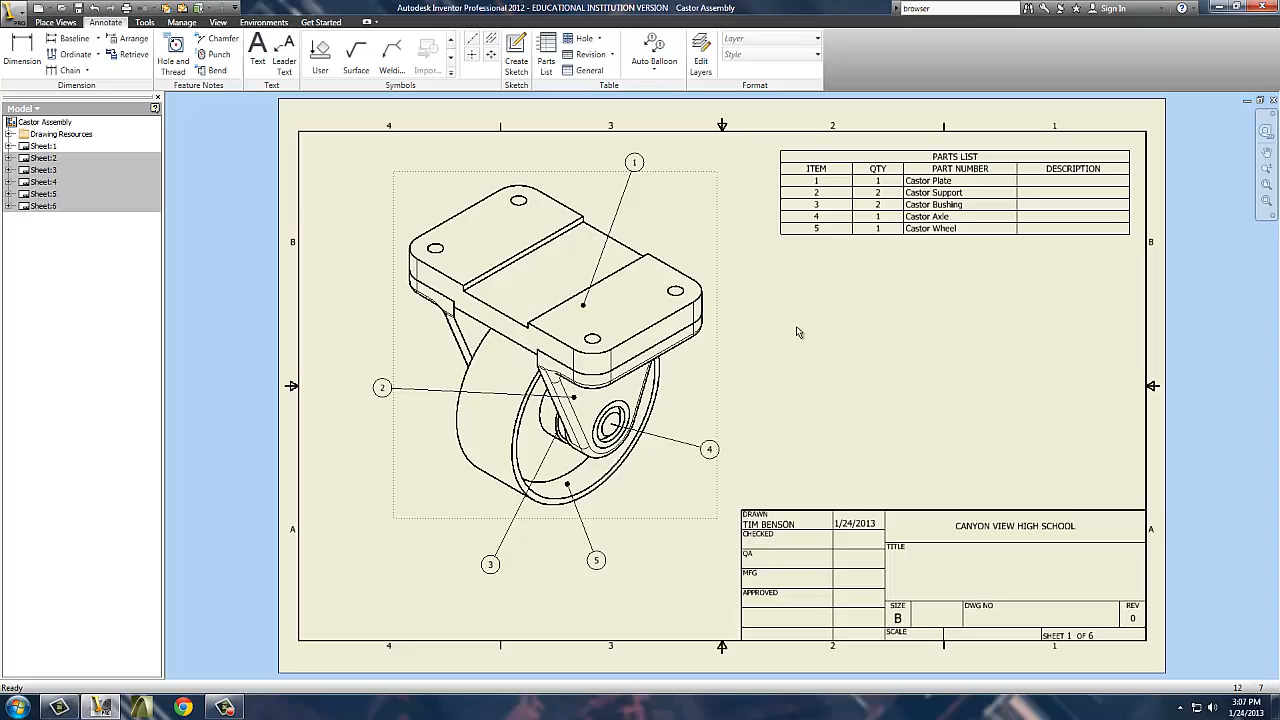 PRO
Autodesk Inventor Professional 2012 - EDUCATIONAL INSTITUTION VERSION   Castor Assembly
browser
Sign In
Place Views
Annotate
Tools
Manage
View
Environments
Get Started
Dimension
Baseline
Ordinate
Chain
Arrange
Retrieve
Dimension
Hole and Thread
Chamfer
Punch
Bend
Feature Notes
Text
Leader Text
Text
User
Surface
Weldi...
Impor...
Symbols
Create Sketch
Sketch
Parts List
Hole
Revision
General
Table
Auto Balloon
Edit Layers
Layer
Style
Format
Model
Castor Assembly
Drawing Resources
Sheet:1
Sheet:2
Sheet:3
Sheet:4
Sheet:5
Sheet:6
4 3 2 1
B
A
B
A
1
2
3
4
5
PARTS LIST
ITEM QTY PART NUMBER DESCRIPTION
1 1 Castor Plate
2 2 Castor Support
3 2 Castor Bushing
4 1 Castor Axle
5 1 Castor Wheel
DRAWN
TIM BENSON 1/24/2013
CHECKED
QA
MFG
APPROVED
CANYON VIEW HIGH SCHOOL
TITLE
SIZE
B
DWG NO
REV
0
SCALE
SHEET 1 OF 6
4 3 2 1
Ready
12 7
3:07 PM
1/24/2013